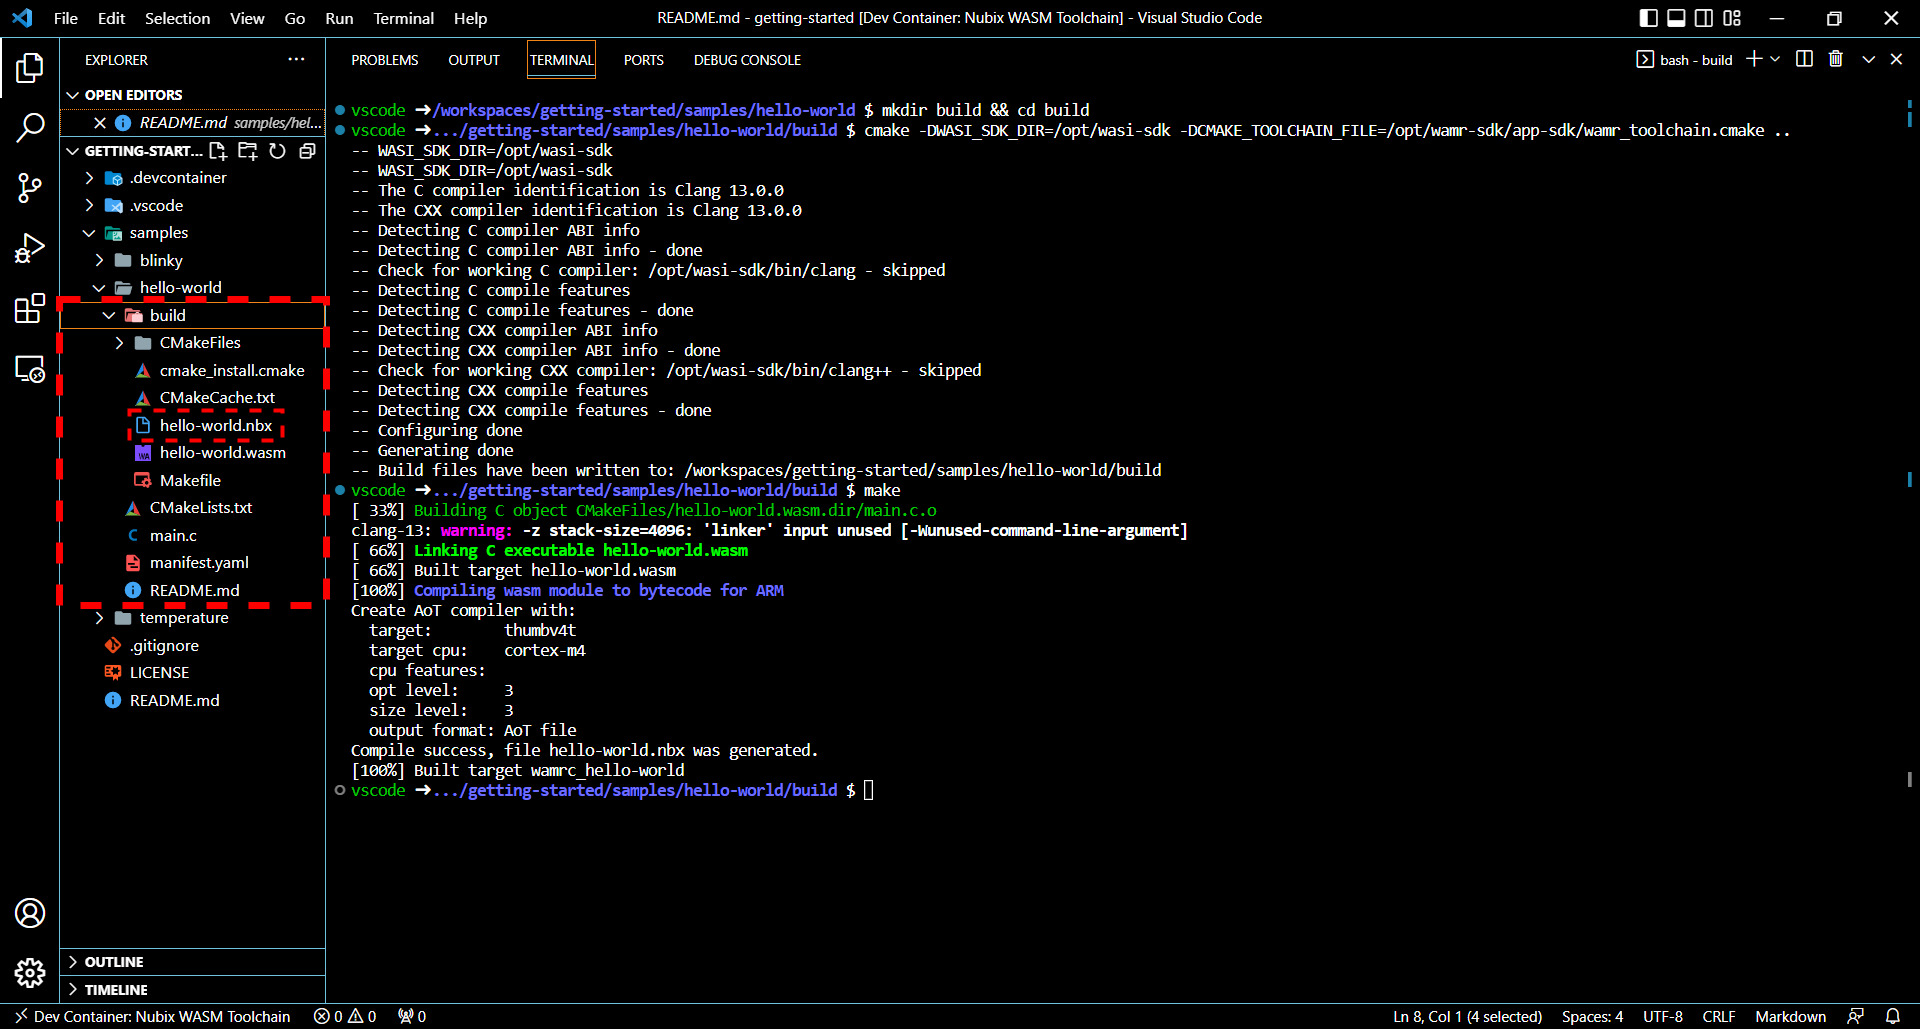 File Edit Selection View Go Run Terminal Help
README.md - getting-started [Dev Container: Nubix WASM Toolchain] - Visual Studio Code
EXPLORER
OPEN EDITORS
README.md samples/hel...
GETTING-START...
.devcontainer
.vscode
samples
blinky
hello-world
build
CMakeFiles
cmake_install.cmake
CMakeCache.txt
hello-world.nbx
WA hello-world.wasm
Makefile
CMakeLists.txt
C main.c
manifest.yaml
README.md
temperature
.gitignore
LICENSE
README.md
OUTLINE
TIMELINE
PROBLEMS OUTPUT TERMINAL PORTS DEBUG CONSOLE
bash - build
vscode ➜/workspaces/getting-started/samples/hello-world $ mkdir build && cd build
vscode ➜.../getting-started/samples/hello-world/build $ cmake -DWASI_SDK_DIR=/opt/wasi-sdk -DCMAKE_TOOLCHAIN_FILE=/opt/wamr-sdk/app-sdk/wamr_toolchain.cmake ..
-- WASI_SDK_DIR=/opt/wasi-sdk
-- WASI_SDK_DIR=/opt/wasi-sdk
-- The C compiler identification is Clang 13.0.0
-- The CXX compiler identification is Clang 13.0.0
-- Detecting C compiler ABI info
-- Detecting C compiler ABI info - done
-- Check for working C compiler: /opt/wasi-sdk/bin/clang - skipped
-- Detecting C compile features
-- Detecting C compile features - done
-- Detecting CXX compiler ABI info
-- Detecting CXX compiler ABI info - done
-- Check for working CXX compiler: /opt/wasi-sdk/bin/clang++ - skipped
-- Detecting CXX compile features
-- Detecting CXX compile features - done
-- Configuring done
-- Generating done
-- Build files have been written to: /workspaces/getting-started/samples/hello-world/build
vscode ➜.../getting-started/samples/hello-world/build $ make
[ 33%] Building C object CMakeFiles/hello-world.wasm.dir/main.c.o
clang-13: warning: -z stack-size=4096: 'linker' input unused [-Wunused-command-line-argument]
[ 66%] Linking C executable hello-world.wasm
[ 66%] Built target hello-world.wasm
[100%] Compiling wasm module to bytecode for ARM
Create AoT compiler with:
target: thumbv4t
target cpu: cortex-m4
cpu features:
opt level: 3
size level: 3
output format: AoT file
Compile success, file hello-world.nbx was generated.
[100%] Built target wamrc_hello-world
vscode ➜.../getting-started/samples/hello-world/build $
Dev Container: Nubix WASM Toolchain 0 0 0
Ln 8, Col 1 (4 selected) Spaces: 4 UTF-8 CRLF Markdown